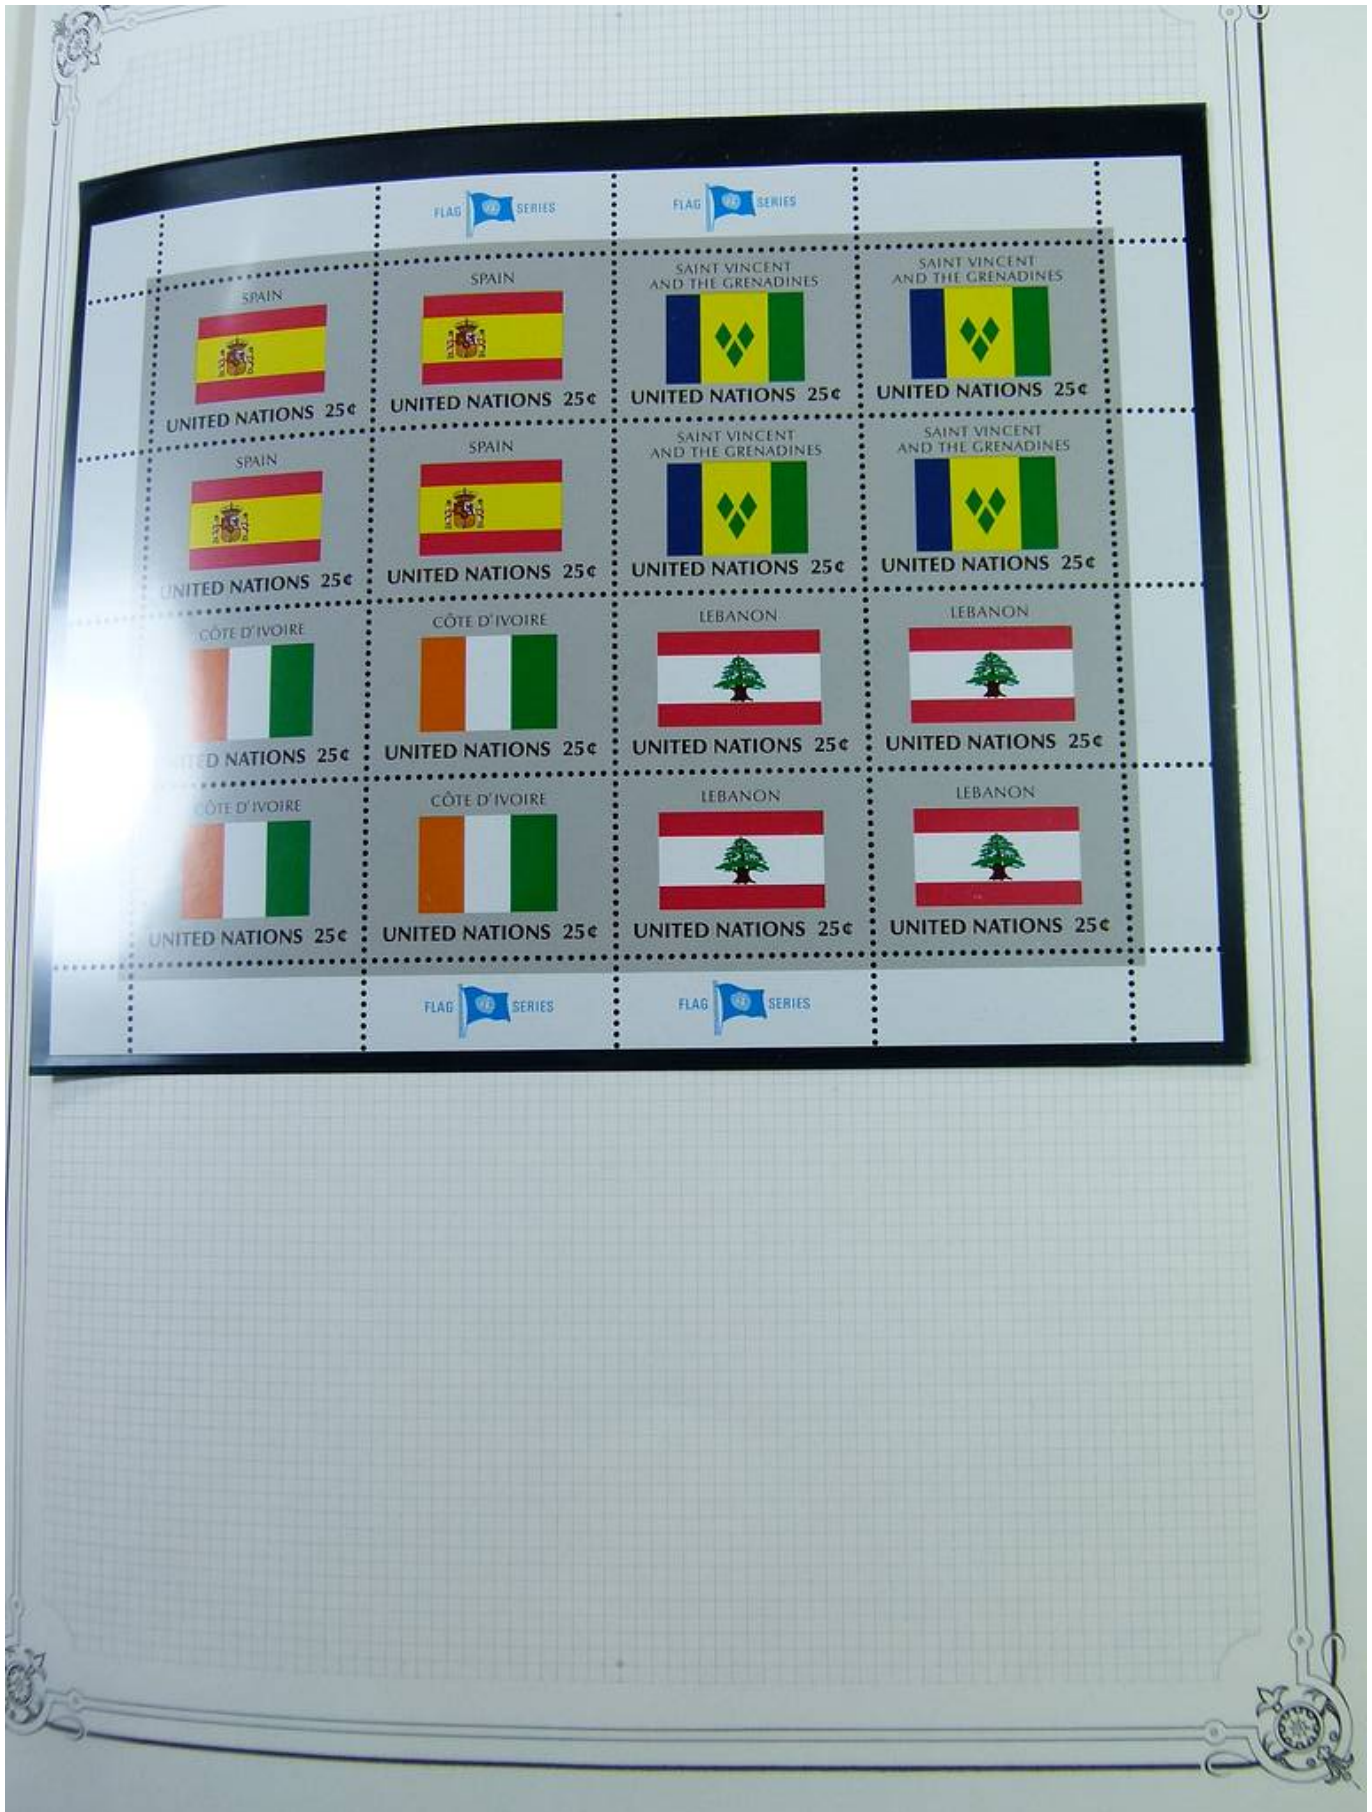 FLAG SERIES
FLAG SERIES
SPAIN
UNITED NATIONS 25¢
SPAIN
UNITED NATIONS 25¢
SAINT VINCENT
AND THE GRENADINES
UNITED NATIONS 25¢
SAINT VINCENT
AND THE GRENADINES
UNITED NATIONS 25¢
SPAIN
UNITED NATIONS 25¢
SPAIN
UNITED NATIONS 25¢
SAINT VINCENT
AND THE GRENADINES
UNITED NATIONS 25¢
SAINT VINCENT
AND THE GRENADINES
UNITED NATIONS 25¢
CÔTE D'IVOIRE
UNITED NATIONS 25¢
CÔTE D'IVOIRE
UNITED NATIONS 25¢
LEBANON
UNITED NATIONS 25¢
LEBANON
UNITED NATIONS 25¢
CÔTE D'IVOIRE
UNITED NATIONS 25¢
CÔTE D'IVOIRE
UNITED NATIONS 25¢
LEBANON
UNITED NATIONS 25¢
LEBANON
UNITED NATIONS 25¢
FLAG SERIES
FLAG SERIES